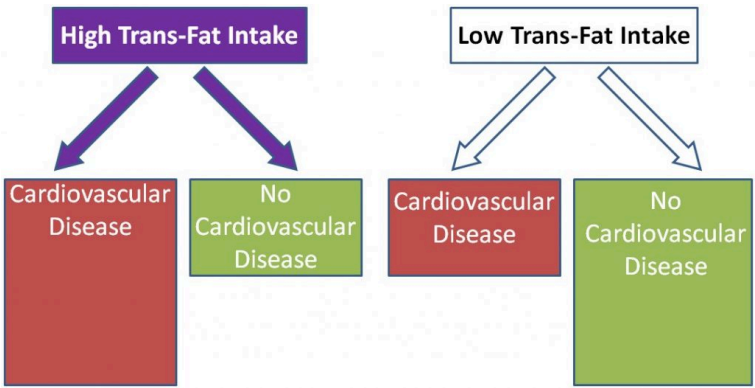 High Trans-Fat Intake
Low Trans-Fat Intake
Cardiovascular
Disease
No
Cardiovascular
Disease
Cardiovascular
Disease
No
Cardiovascular
Disease